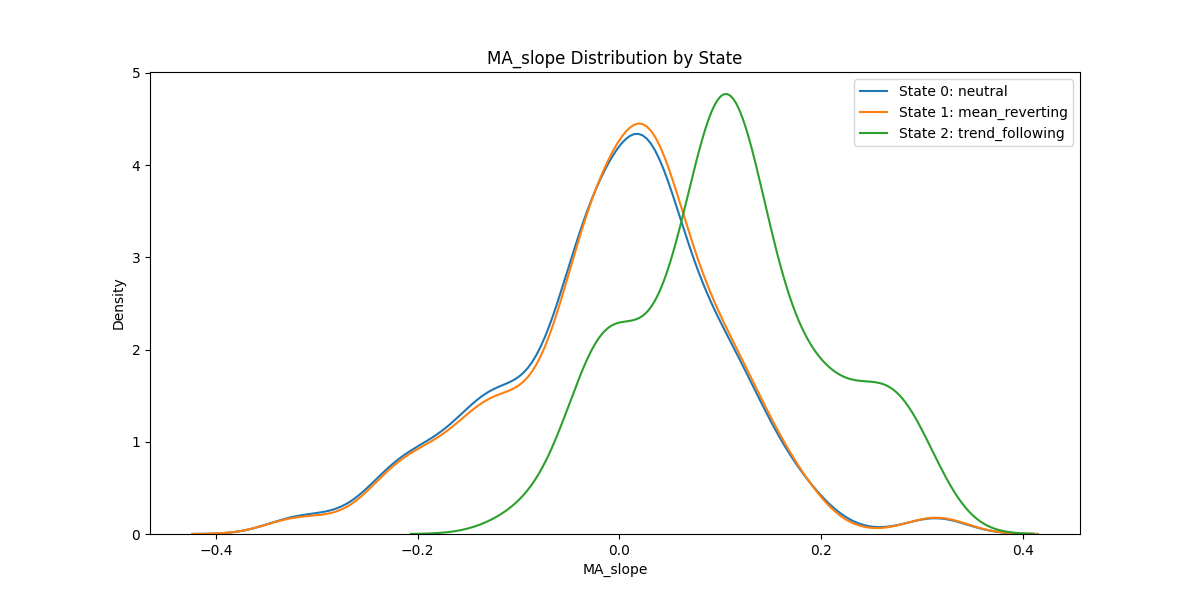 MA_slope Distribution by State
State 0: neutral
State 1: mean_reverting
State 2: trend_following
Density
5
4
3
2
1
0
−0.4
−0.2
0.0
0.2
0.4
MA_slope